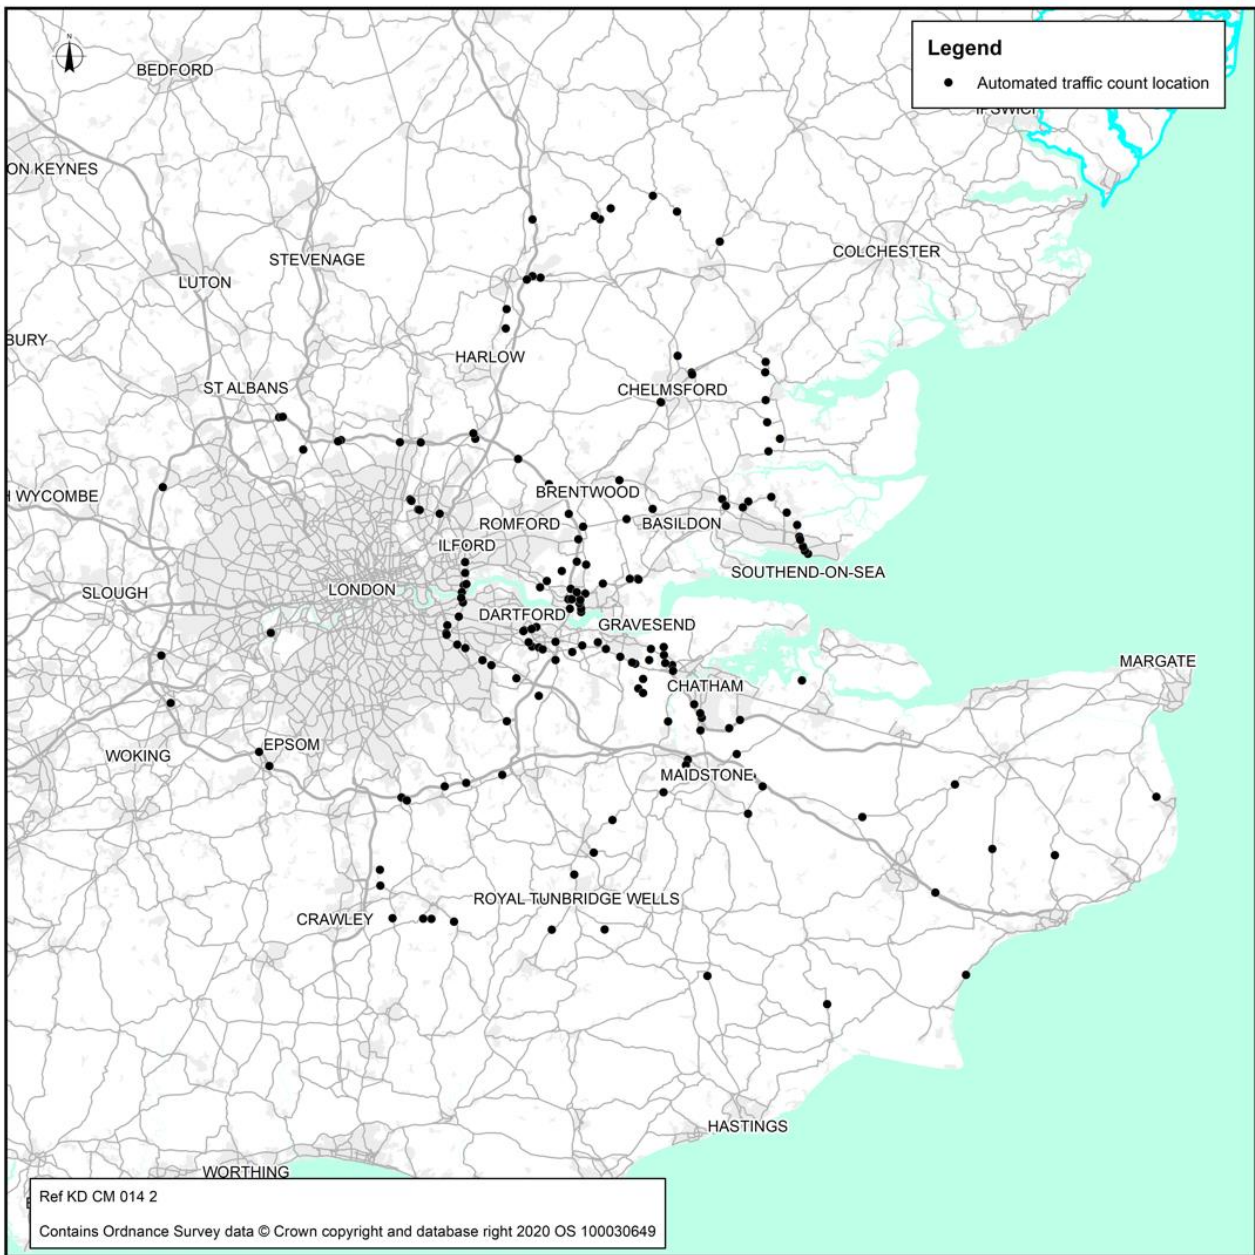 N
Legend
Automated traffic count location
BEDFORD
ON KEYNES
STEVENAGE
COLCHESTER
LUTON
BURY
HARLOW
ST ALBANS
CHELMSFORD
H WYCOMBE
BRENTWOOD
ROMFORD
BASILDON
ILFORD
SOUTHEND-ON-SEA
SLOUGH
LONDON
DARTFORD
GRAVESEND
MARGATE
CHATHAM
EPSOM
WOKING
MAIDSTONE
ROYAL TUNBRIDGE WELLS
CRAWLEY
HASTINGS
WORTHING
Ref KD CM 014 2
Contains Ordnance Survey data © Crown copyright and database right 2020 OS 100030649